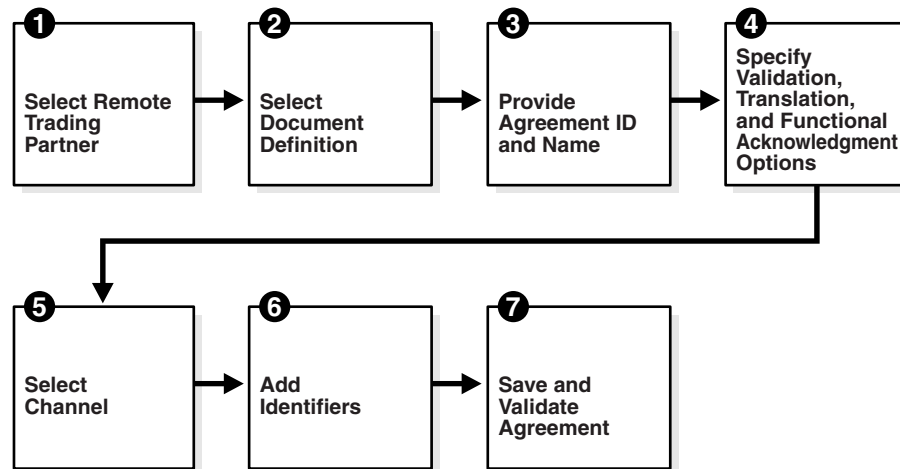 1
Select Remote
Trading
Partner
2
Select
Document
Definition
3
Provide
Agreement ID
and Name
4
Specify
Validation,
Translation,
and Functional
Acknowledgment
Options
5
Select
Channel
6
Add
Identifiers
7
Save and
Validate
Agreement